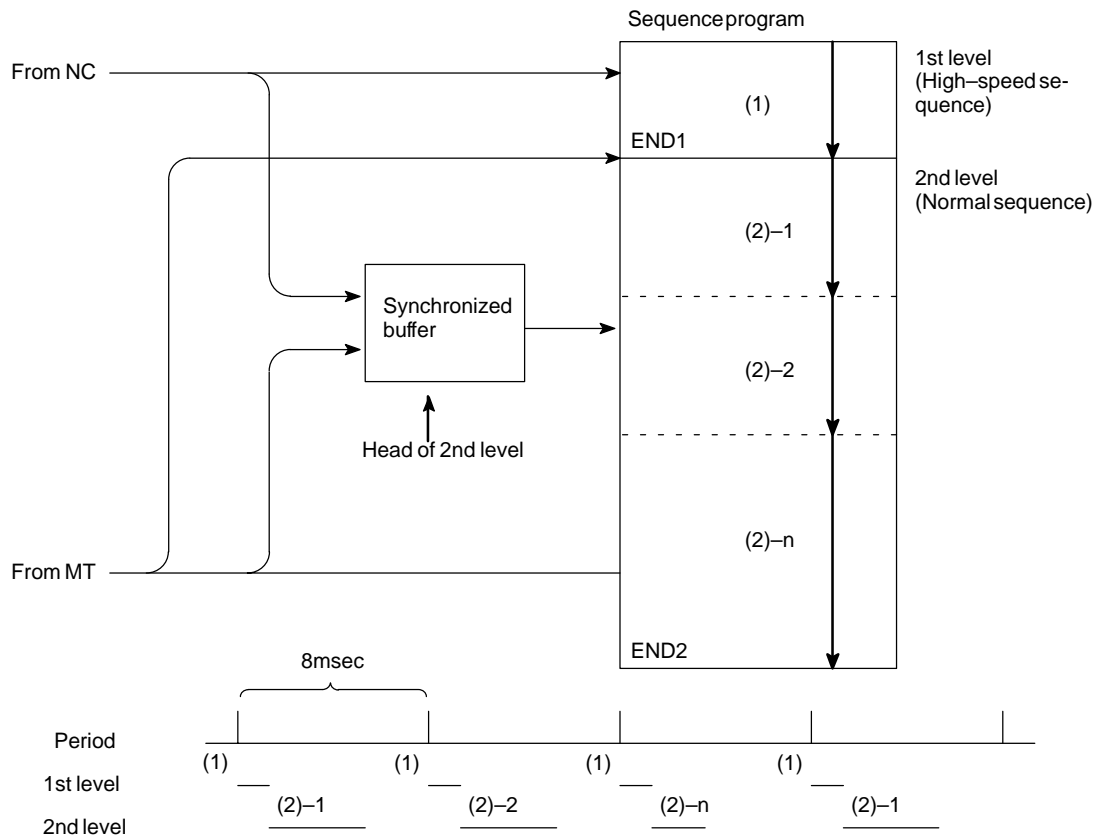 Sequence program
From NC
1st level
(High–speed se-
quence)
(1)
END1
2nd level
(Normal sequence)
(2)–1
Synchronized
buffer
(2)–2
Head of 2nd level
(2)–n
From MT
END2
8msec
Period
(1) (1) (1) (1)
1st level
(2)–1 (2)–2 (2)–n (2)–1
2nd level